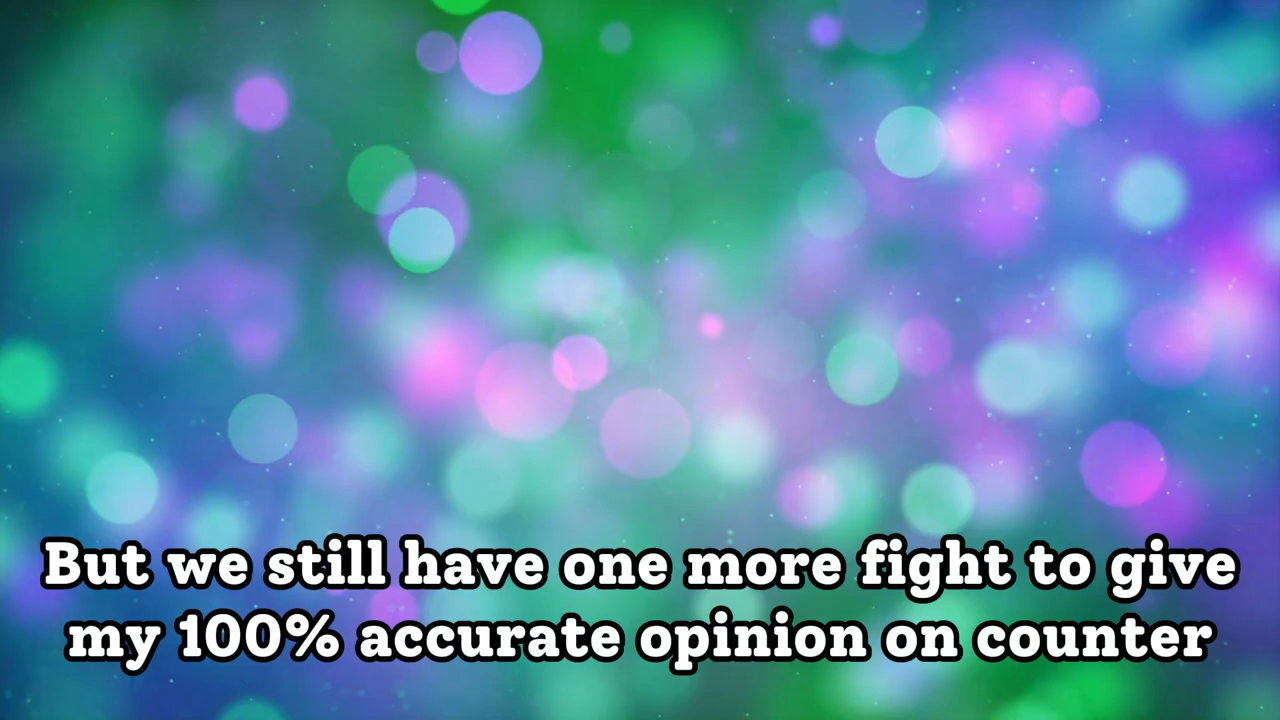 But we still have one more fight to give
my 100% accurate opinion on counter